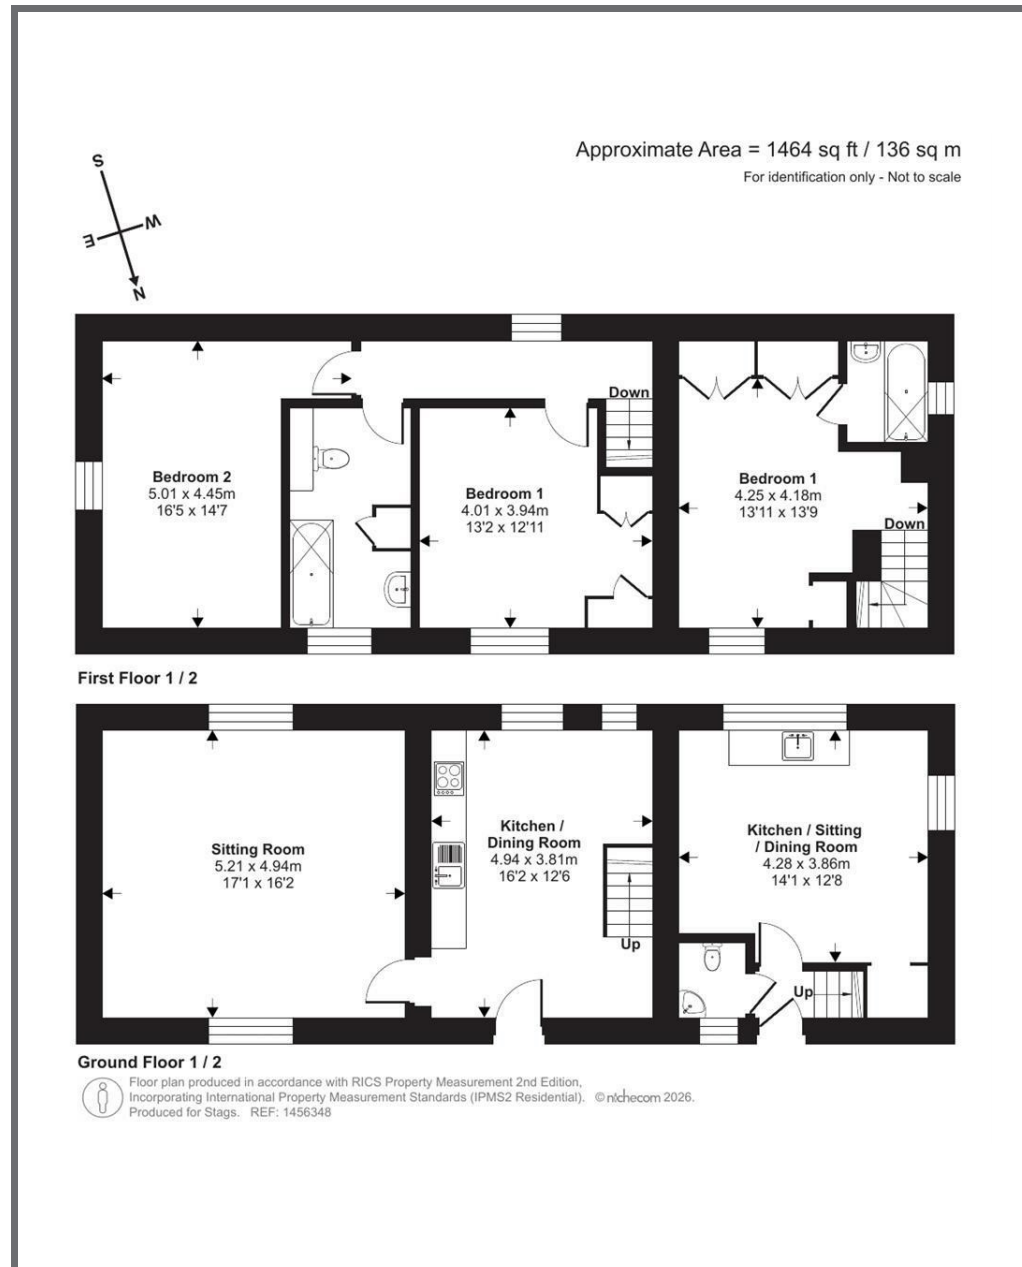 Approximate Area = 1464 sq ft / 136 sq m
For identification only - Not to scale
S
W
E
N
Down
Bedroom 2
5.01 x 4.45m
16'5 x 14'7
Bedroom 1
4.01 x 3.94m
13'2 x 12'11
Bedroom 1
4.25 x 4.18m
13'11 x 13'9
Down
First Floor 1 / 2
Sitting Room
5.21 x 4.94m
17'1 x 16'2
Kitchen /
Dining Room
4.94 x 3.81m
16'2 x 12'6
Up
Kitchen / Sitting
/ Dining Room
4.28 x 3.86m
14'1 x 12'8
Up
Ground Floor 1 / 2
Floor plan produced in accordance with RICS Property Measurement 2nd Edition,
Incorporating International Property Measurement Standards (IPMS2 Residential). © nichecom 2026.
Produced for Stags. REF: 1456348